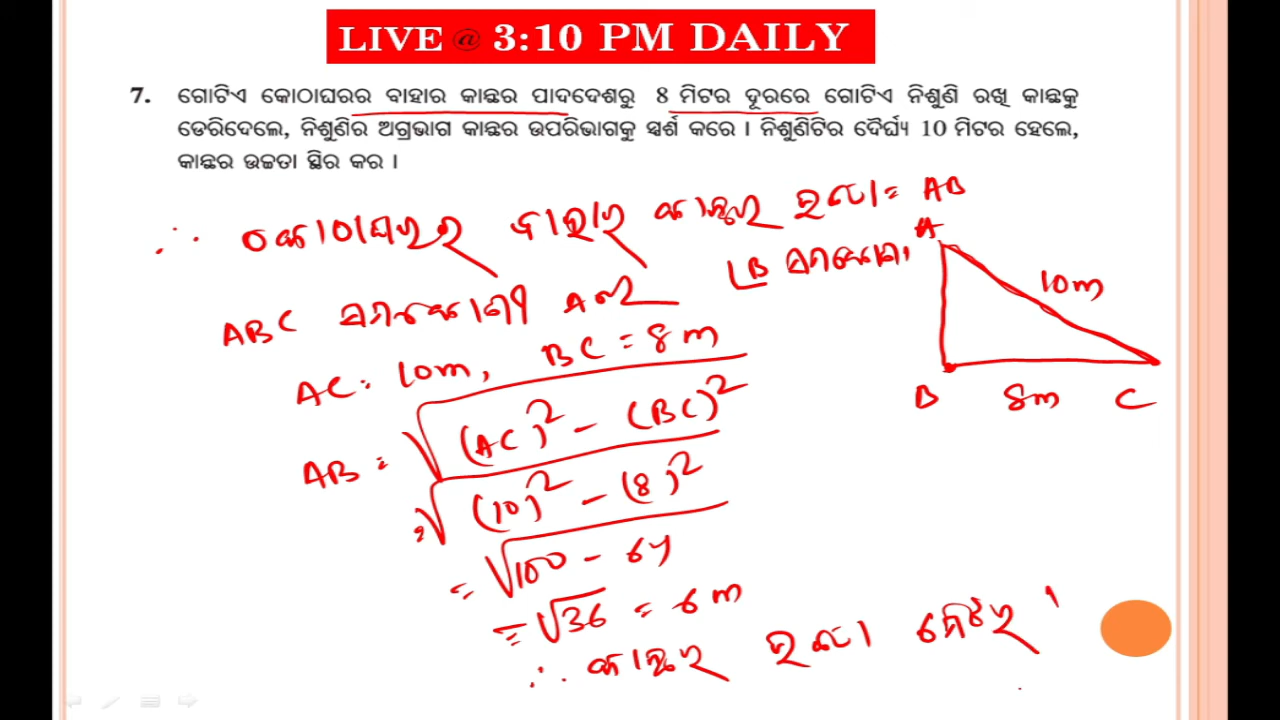 LIVE @ 3:10 PM DAILY
7. ଗୋଟିଏ କୋଠାଘରର ବାହାର କାନ୍ଥର ପାଦଦେଶରୁ 8 ମିଟର ଦୂରରେ ଗୋଟିଏ ନିଶୁଣି ରଖି କାନ୍ଥକୁ
ଡେରିଦେଲେ, ନିଶୁଣିର ଅଗ୍ରଭାଗ କାନ୍ଥର ଉପରିଭାଗକୁ ସ୍ପର୍ଶ କରେ । ନିଶୁଣିଟିର ଦୈର୍ଘ୍ୟ 10 ମିଟର ହେଲେ,
କାନ୍ଥର ଉଚ୍ଚତା ସ୍ଥିର କର ।
∴ କୋଠାଘରର ବାହାର କାନ୍ଥର ଉଚ୍ଚତା = AB
ABC ସମକୋଣୀ ∠B ସମକୋଣ
AC = 10m, BC = 8m
AB = √(AC)² - (BC)²
= √(10)² - (8)²
= √100 - 64
= √36 = 6 m
∴ କାନ୍ଥର ଉଚ୍ଚତା 6 ମିଟର ।
A
10m
B 8m C